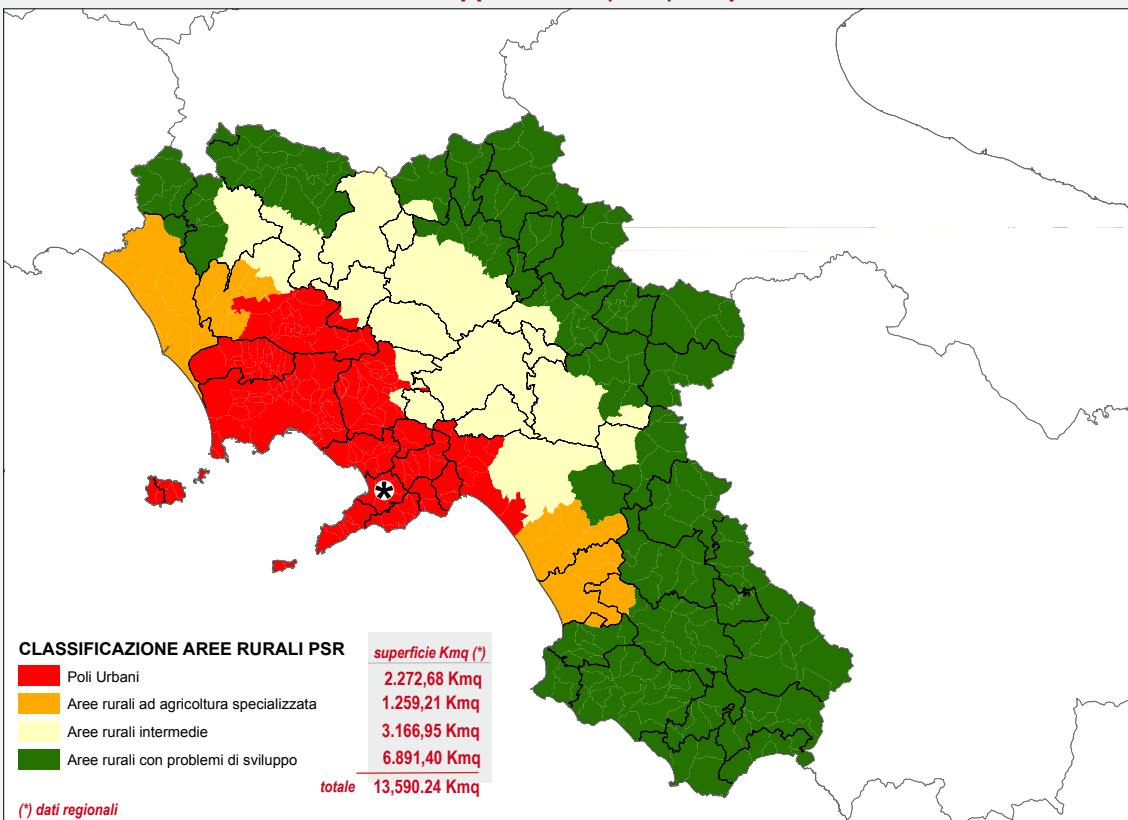 CLASSIFICAZIONE AREE RURALI PSR
superficie Kmq (*)
Poli Urbani
2.272,68 Kmq
Aree rurali ad agricoltura specializzata
1.259,21 Kmq
Aree rurali intermedie
3.166,95 Kmq
Aree rurali con problemi di sviluppo
6.891,40 Kmq
totale 13,590.24 Kmq
(*) dati regionali